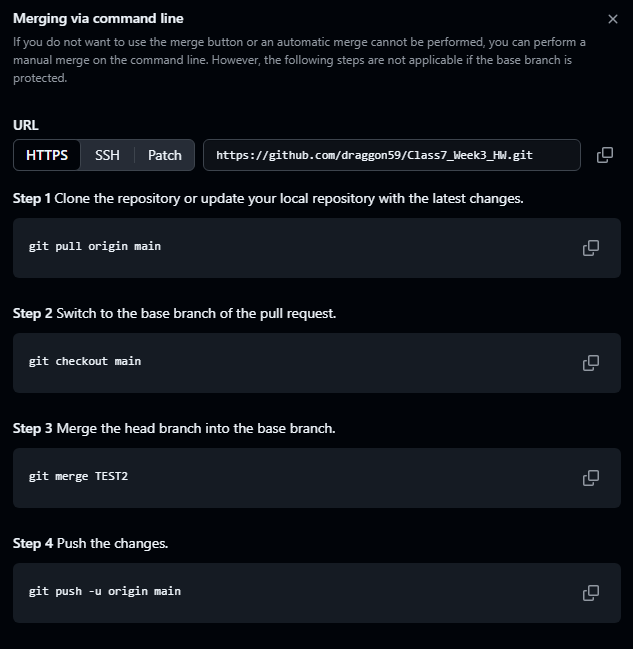 Merging via command line
If you do not want to use the merge button or an automatic merge cannot be performed, you can perform a
manual merge on the command line. However, the following steps are not applicable if the base branch is
protected.
URL
HTTPS SSH Patch https://github.com/draggon59/Class7_Week3_HW.git
Step 1 Clone the repository or update your local repository with the latest changes.
git pull origin main
Step 2 Switch to the base branch of the pull request.
git checkout main
Step 3 Merge the head branch into the base branch.
git merge TEST2
Step 4 Push the changes.
git push -u origin main